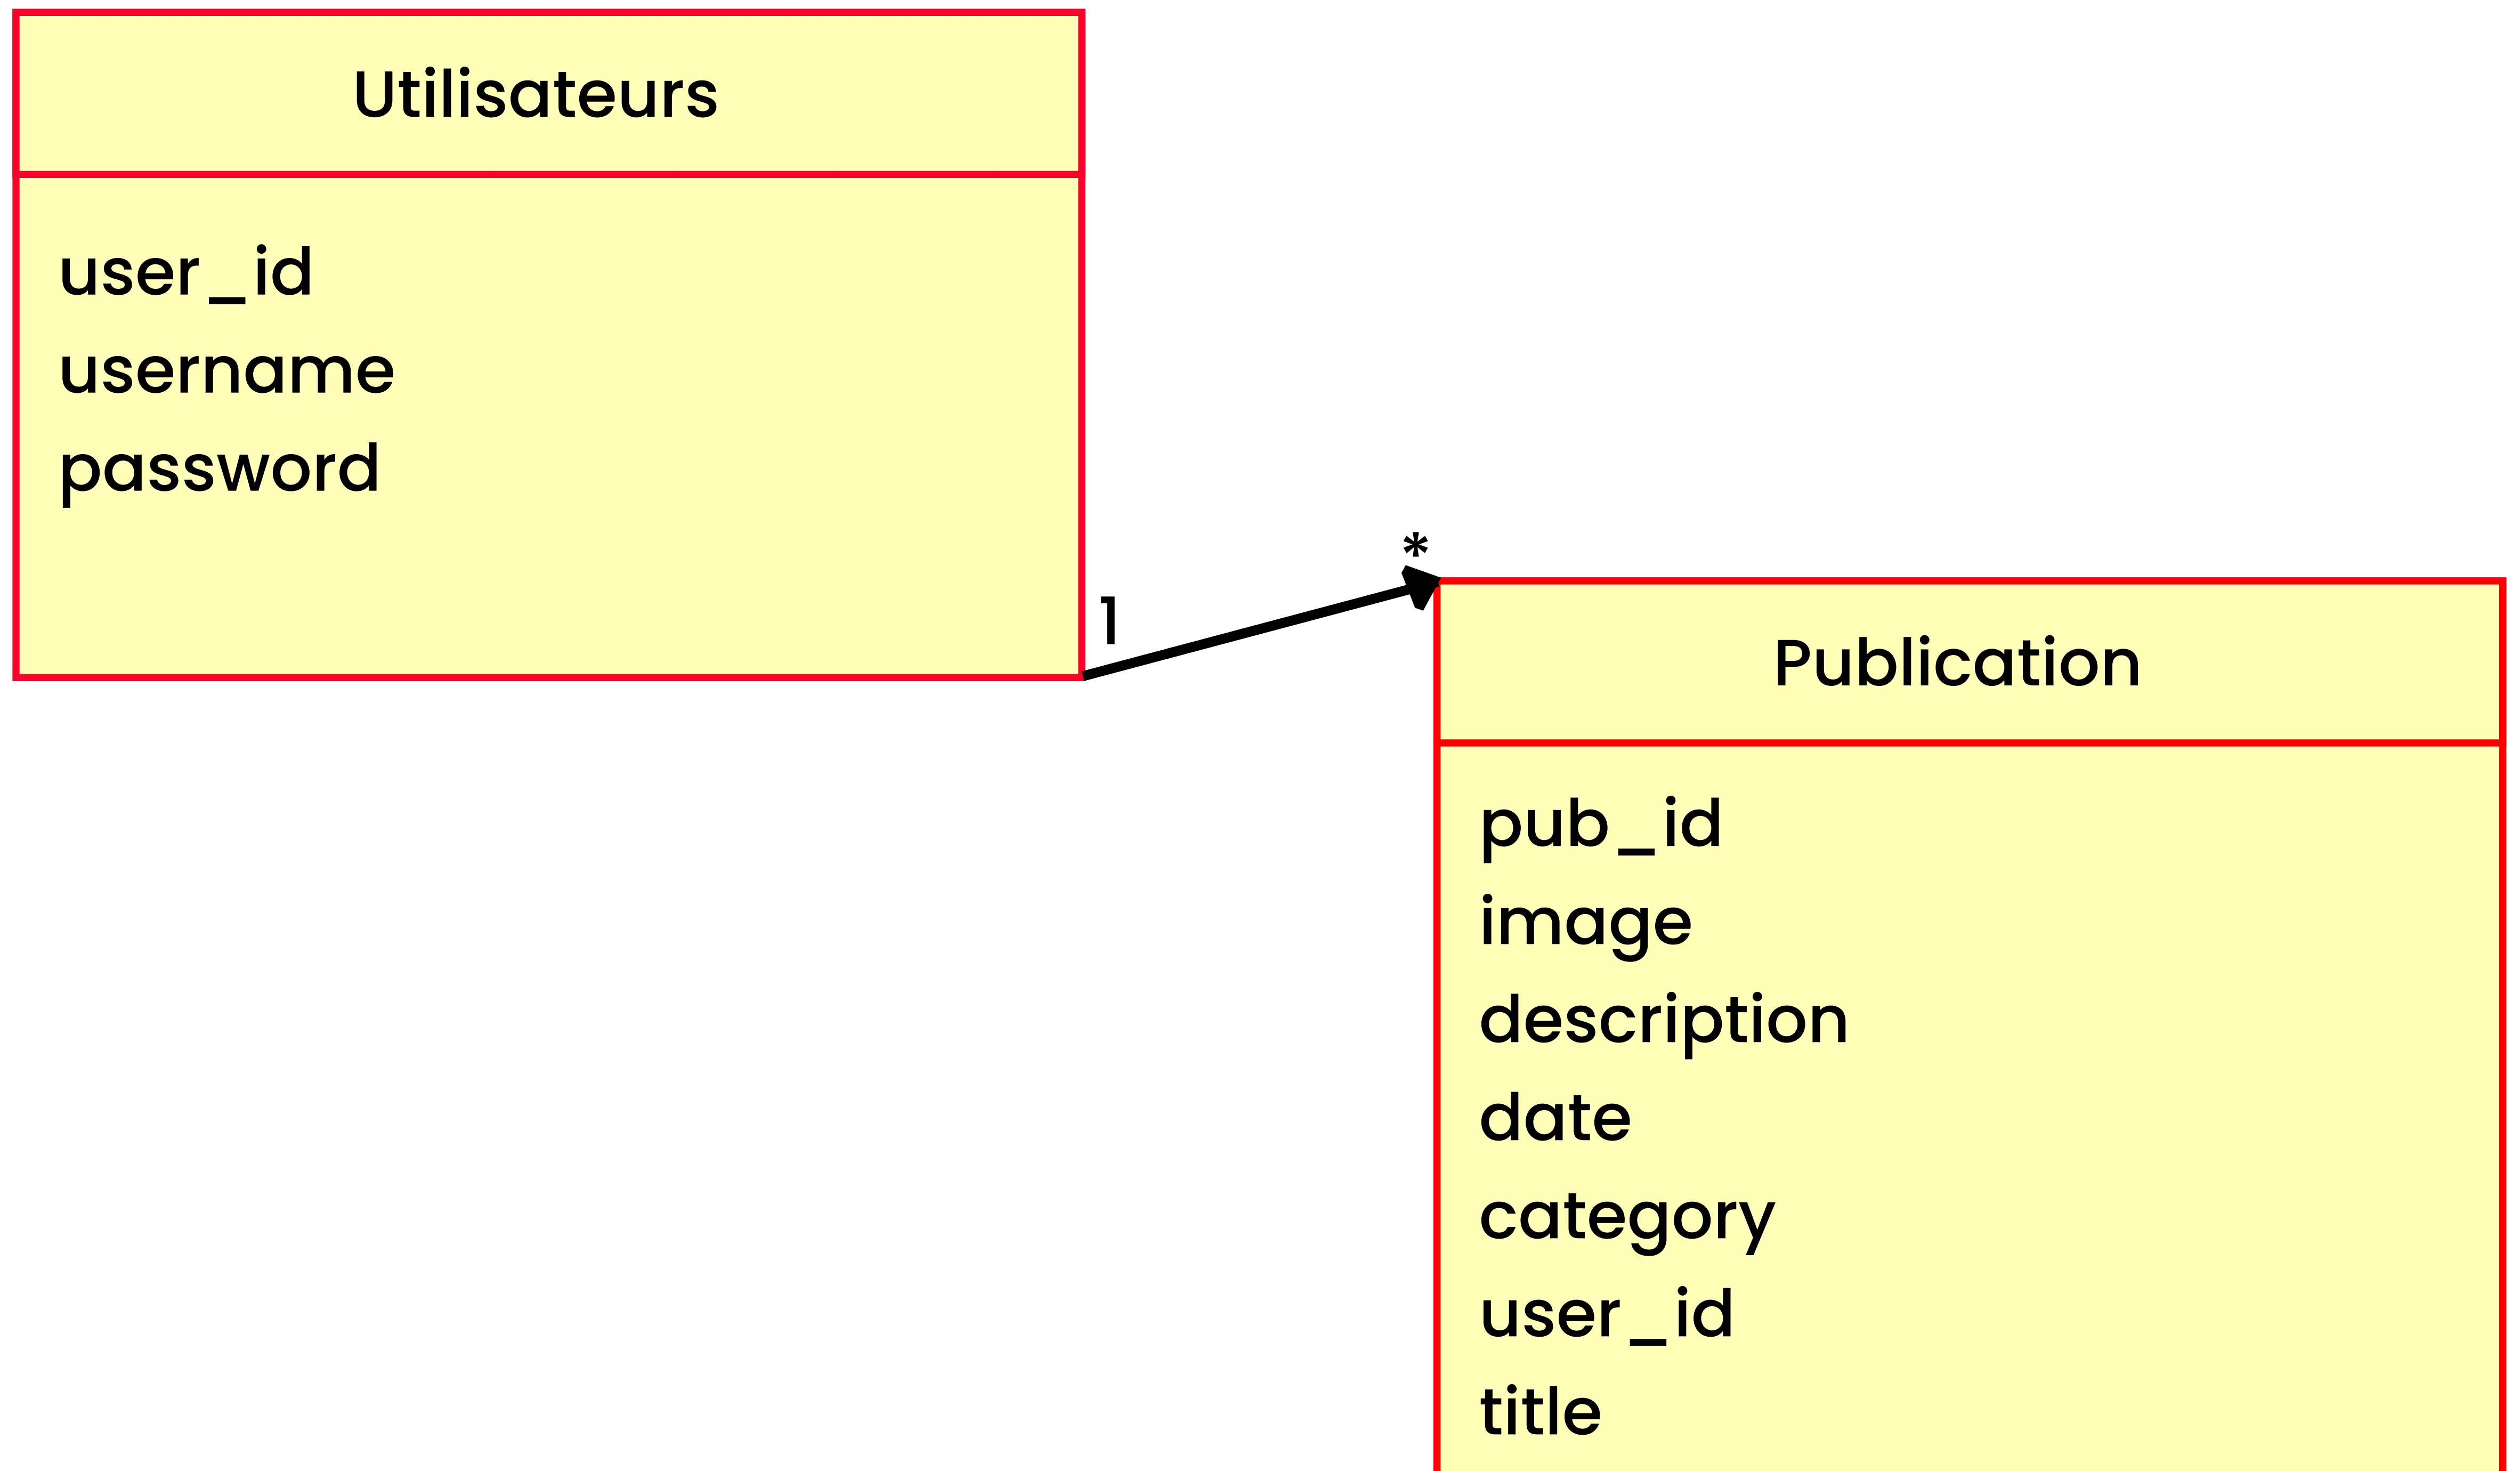 Utilisateurs
user_id
username
password
1
*
Publication
pub_id
image
description
date
category
user_id
title